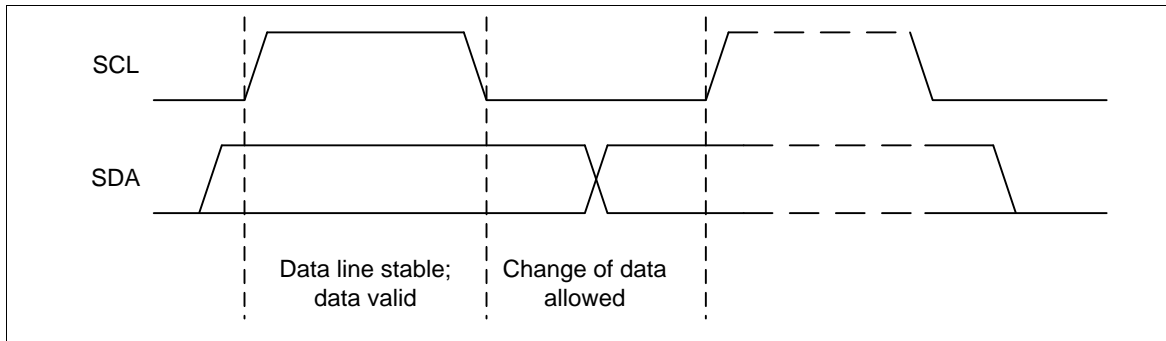 SCL
SDA
Data line stable;
data valid
Change of data
allowed